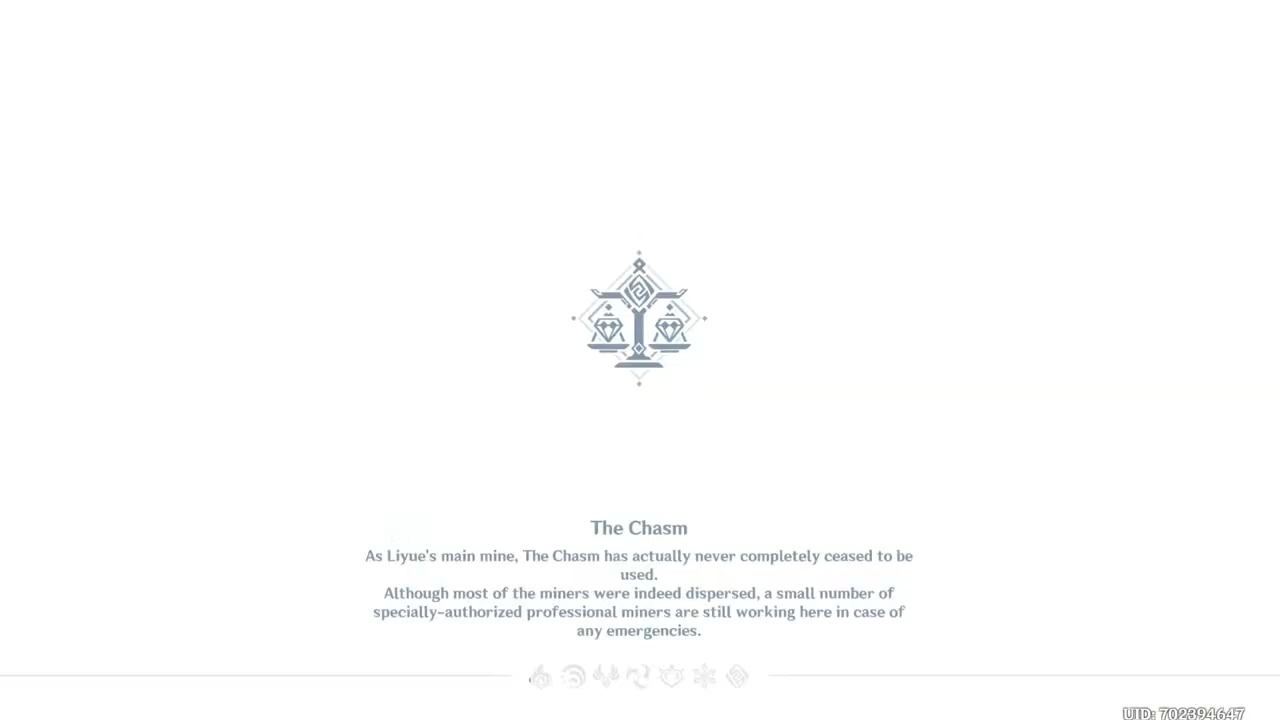 The Chasm
As Liyue's main mine, The Chasm has actually never completely ceased to be
used.
Although most of the miners were indeed dispersed, a small number of
specially-authorized professional miners are still working here in case of
any emergencies.
UID: 702394647